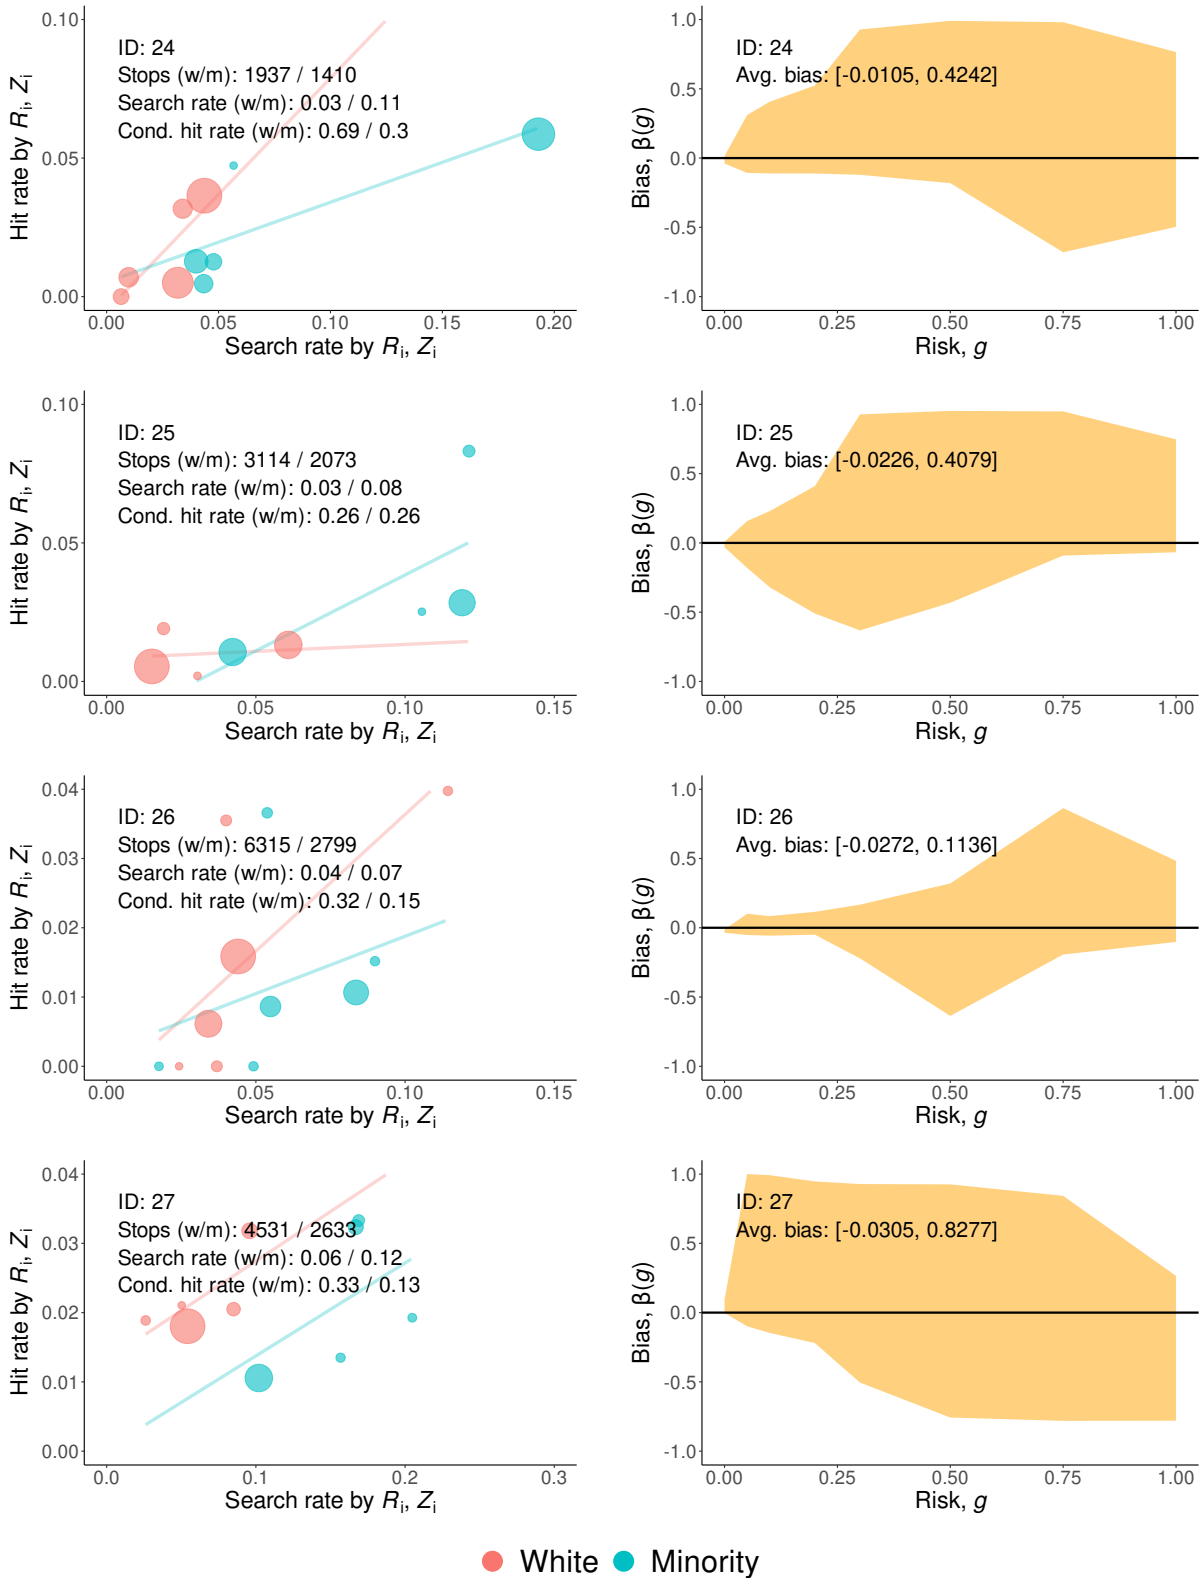 ID: 24
Stops (w/m): 1937 / 1410
Search rate (w/m): 0.03 / 0.11
Cond. hit rate (w/m): 0.69 / 0.3
Hit rate by Ri, Zi
0.10
0.05
0.00
0.00 0.05 0.10 0.15 0.20
Search rate by Ri, Zi
ID: 24
Avg. bias: [-0.0105, 0.4242]
Bias, β(g)
1.0
0.5
0.0
-0.5
-1.0
0.00 0.25 0.50 0.75 1.00
Risk, g
ID: 25
Stops (w/m): 3114 / 2073
Search rate (w/m): 0.03 / 0.08
Cond. hit rate (w/m): 0.26 / 0.26
Hit rate by Ri, Zi
0.10
0.05
0.00
0.00 0.05 0.10 0.15
Search rate by Ri, Zi
ID: 25
Avg. bias: [-0.0226, 0.4079]
Bias, β(g)
1.0
0.5
0.0
-0.5
-1.0
0.00 0.25 0.50 0.75 1.00
Risk, g
ID: 26
Stops (w/m): 6315 / 2799
Search rate (w/m): 0.04 / 0.07
Cond. hit rate (w/m): 0.32 / 0.15
Hit rate by Ri, Zi
0.04
0.03
0.02
0.01
0.00
0.00 0.05 0.10 0.15
Search rate by Ri, Zi
ID: 26
Avg. bias: [-0.0272, 0.1136]
Bias, β(g)
1.0
0.5
0.0
-0.5
-1.0
0.00 0.25 0.50 0.75 1.00
Risk, g
ID: 27
Stops (w/m): 4531 / 2633
Search rate (w/m): 0.06 / 0.12
Cond. hit rate (w/m): 0.33 / 0.13
Hit rate by Ri, Zi
0.04
0.03
0.02
0.01
0.00
0.0 0.1 0.2 0.3
Search rate by Ri, Zi
ID: 27
Avg. bias: [-0.0305, 0.8277]
Bias, β(g)
1.0
0.5
0.0
-0.5
-1.0
0.00 0.25 0.50 0.75 1.00
Risk, g
White Minority